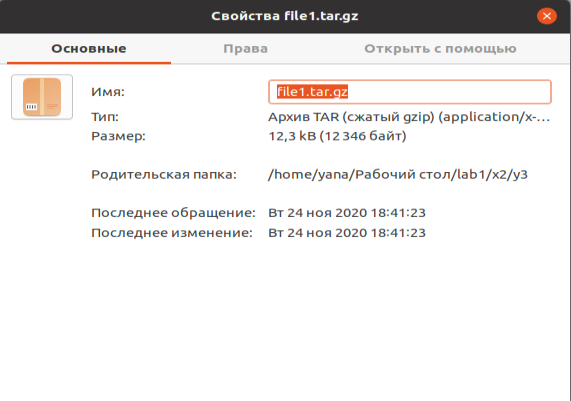 Свойства file1.tar.gz
Основные Права Открыть с помощью
Имя: file1.tar.gz
Тип: Архив TAR (сжатый gzip) (application/x-...
Размер: 12,3 kB (12 346 байт)
Родительская папка: /home/yana/Рабочий стол/lab1/x2/y3
Последнее обращение: Вт 24 ноя 2020 18:41:23
Последнее изменение: Вт 24 ноя 2020 18:41:23